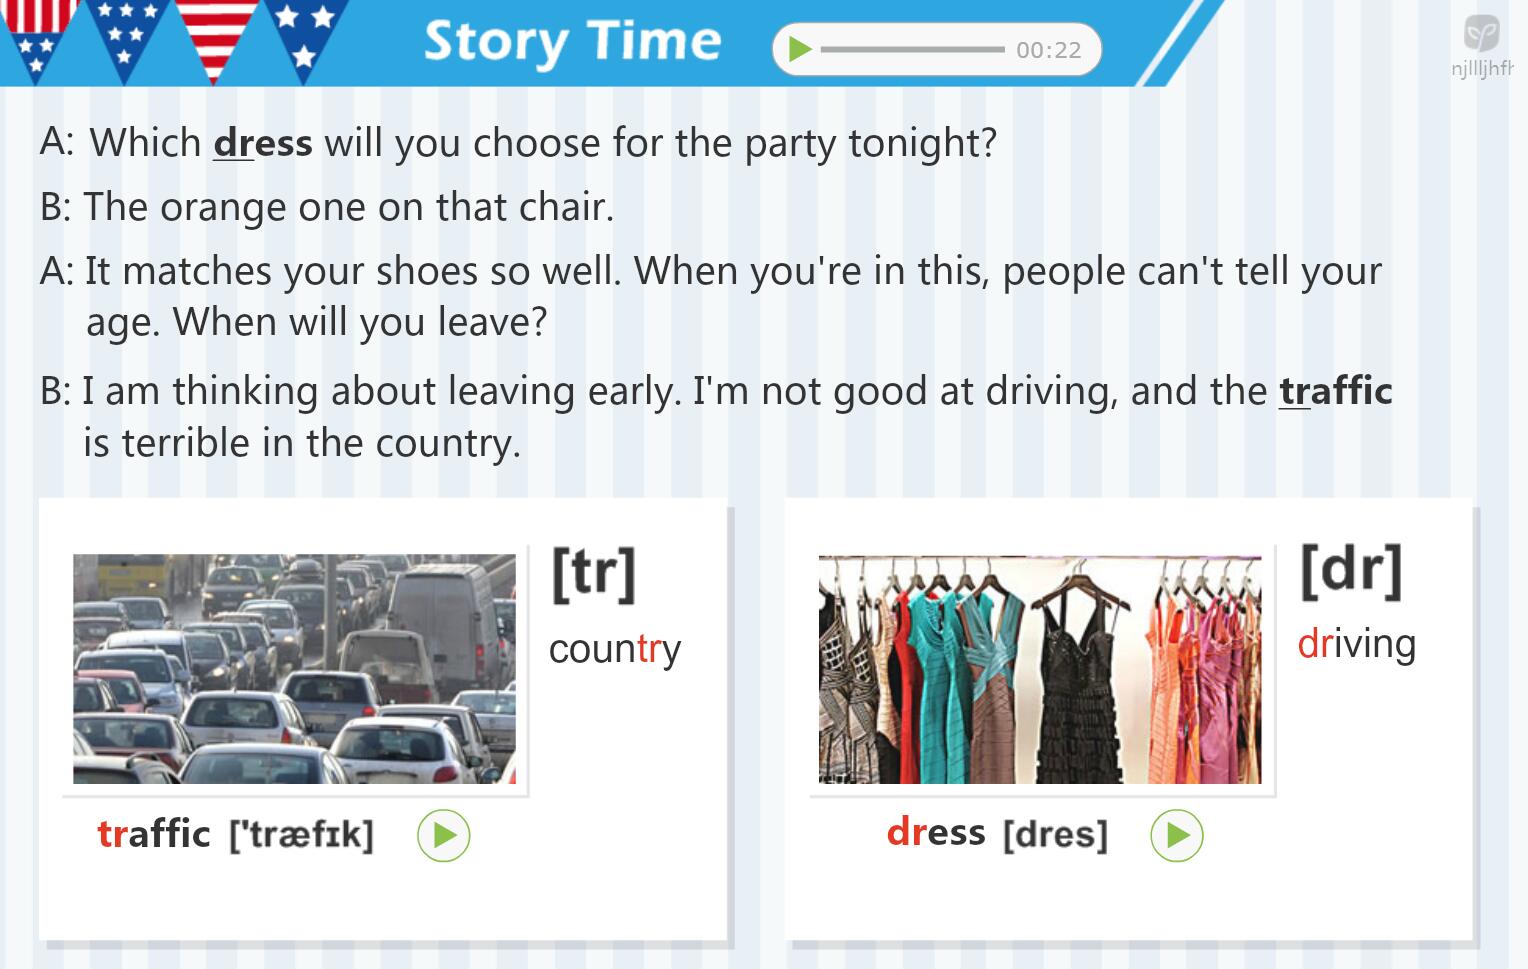 Story Time
00:22
njllljhfh
A: Which dress will you choose for the party tonight?
B: The orange one on that chair.
A: It matches your shoes so well. When you're in this, people can't tell your
age. When will you leave?
B: I am thinking about leaving early. I'm not good at driving, and the traffic
is terrible in the country.
[tr]
country
traffic ['træfɪk]
[dr]
driving
dress [dres]